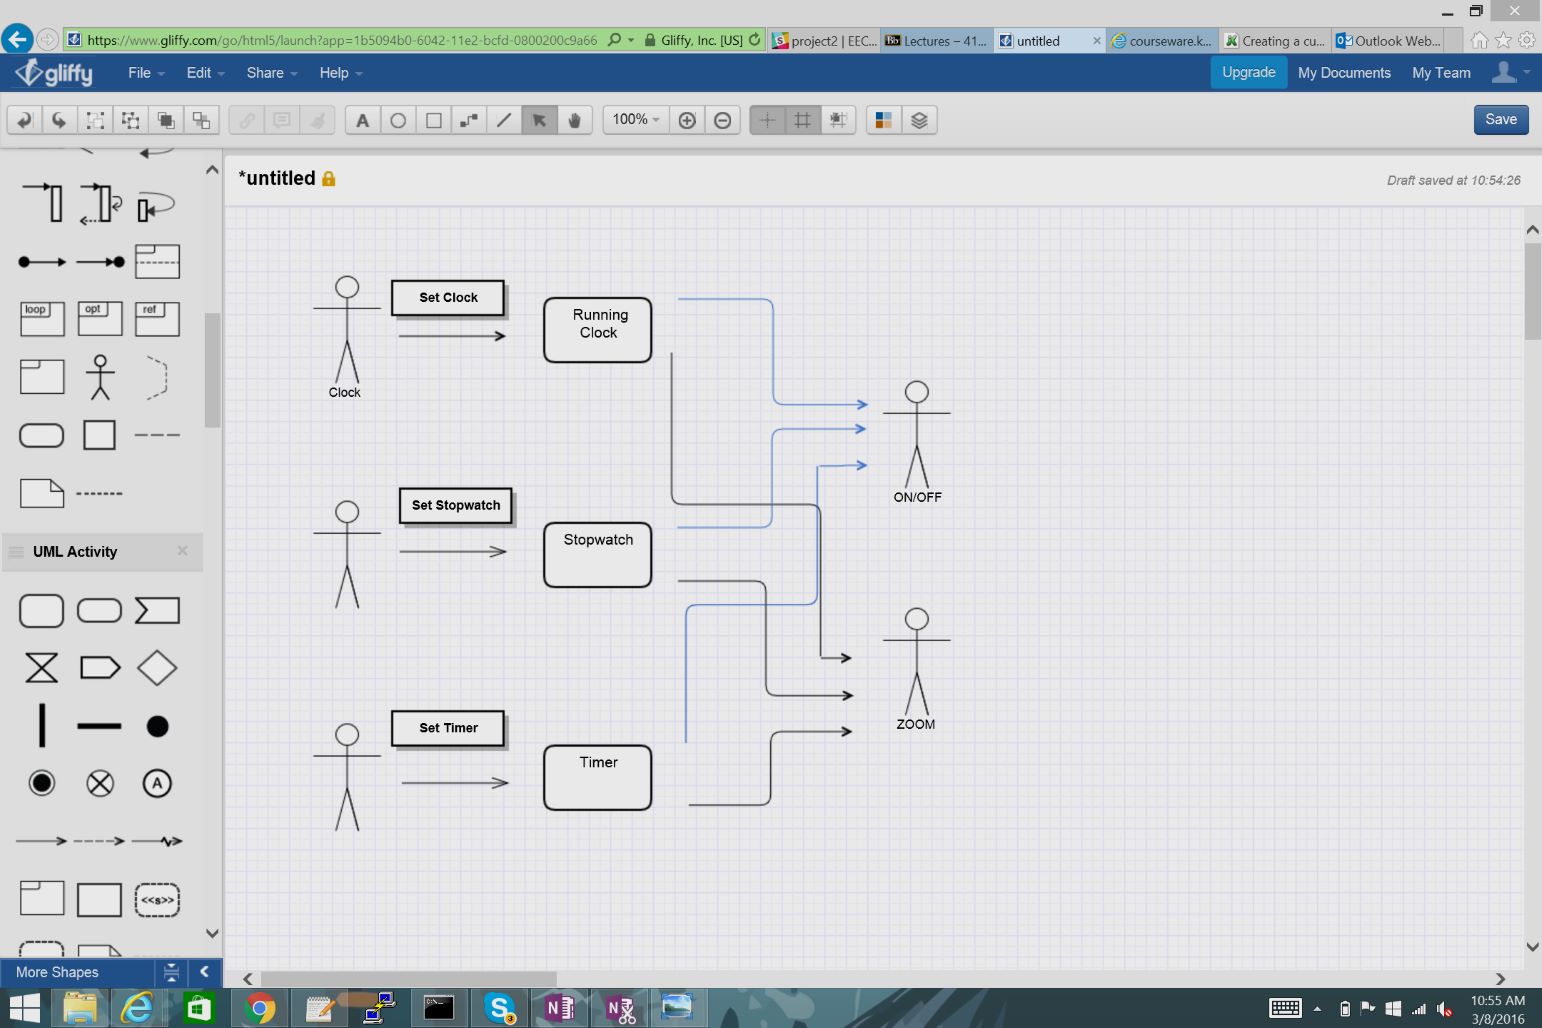 https://www.gliffy.com/go/html5/launch?app=1b5094b0-6042-11e2-bcfd-0800200c9a66
Gliffy, Inc. [US]
project2 | EEC...
Bb Lectures – 41...
untitled
courseware.k...
Creating a cu...
Outlook Web...
gliffy
File
Edit
Share
Help
Upgrade
My Documents
My Team
A
100%
Save
*untitled
Draft saved at 10:54:26
loop
opt
ref
UML Activity
A
<<s>>
More Shapes
Set Clock
Running
Clock
Clock
ON/OFF
Set Stopwatch
Stopwatch
ZOOM
Set Timer
Timer
S
3
N
N
10:55 AM
3/8/2016